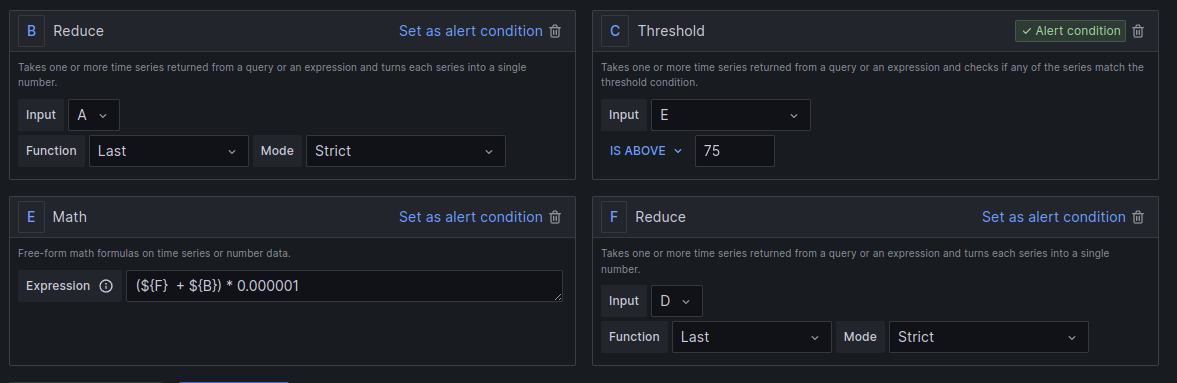 B Reduce Set as alert condition
Takes one or more time series returned from a query or an expression and turns each series into a single
number.
Input A
Function Last Mode Strict
C Threshold Alert condition
Takes one or more time series returned from a query or an expression and checks if any of the series match the
threshold condition.
Input E
IS ABOVE 75
E Math Set as alert condition
Free-form math formulas on time series or number data.
Expression (${F}  + ${B}) * 0.000001
F Reduce Set as alert condition
Takes one or more time series returned from a query or an expression and turns each series into a single
number.
Input D
Function Last Mode Strict